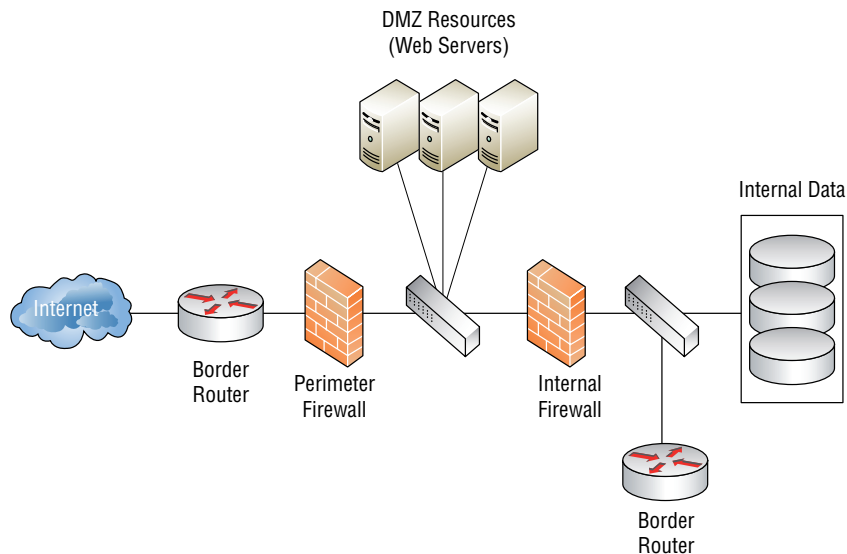 DMZ Resources
(Web Servers)
Internal Data
Internet
Border
Router
Perimeter
Firewall
Internal
Firewall
Border
Router